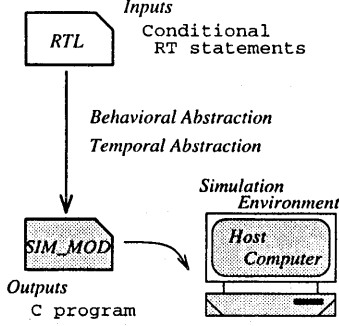 Inputs
RTL
Conditional
RT statements
Behavioral Abstraction
Temporal Abstraction
Simulation
Environment
SIM_MOD
Host
Computer
Outputs
C program